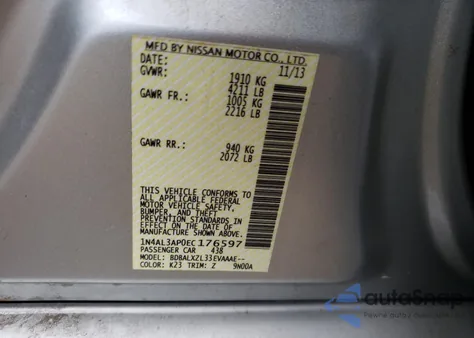 MFD BY NISSAN MOTOR CO., LTD.
DATE: 11/13
GVWR: 1910 KG
4211 LB
GAWR FR.: 1005 KG
2216 LB
GAWR RR.: 940 KG
2072 LB
THIS VEHICLE CONFORMS TO
ALL APPLICABLE FEDERAL
MOTOR VEHICLE SAFETY,
BUMPER, AND THEFT
PREVENTION STANDARDS IN
EFFECT ON THE DATE OF
MANUFACTURE SHOWN ABOVE.
1N4AL3AP0EC176597
PASSENGER CAR 438
MODEL: BDBALXZL33EVAAAE--
COLOR: K23 TRIM: Z 9N00A
autoSnap